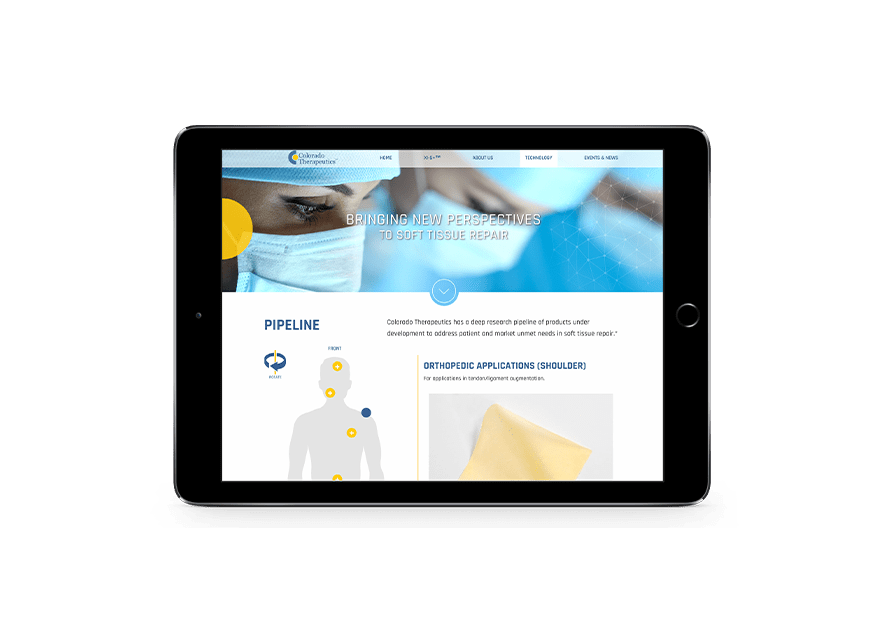 Colorado
Therapeutics™
HOME
XI-S+™
ABOUT US
TECHNOLOGY
EVENTS & NEWS
BRINGING NEW PERSPECTIVES
TO SOFT TISSUE REPAIR
PIPELINE
Colorado Therapeutics has a deep research pipeline of products under
development to address patient and market unmet needs in soft tissue repair.*
FRONT
ROTATE
ORTHOPEDIC APPLICATIONS (SHOULDER)
For applications in tendon/ligament augmentation.